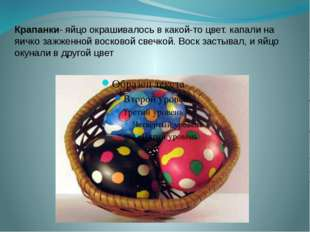 Крапанки- яйцо окрашивалось в какой-то цвет. капали на
яичко зажженной восковой свечкой. Воск застывал, и яйцо
окунали в другой цвет
Образец текста
Второй уровень
Третий уровень
Четвертый уровень
уровень